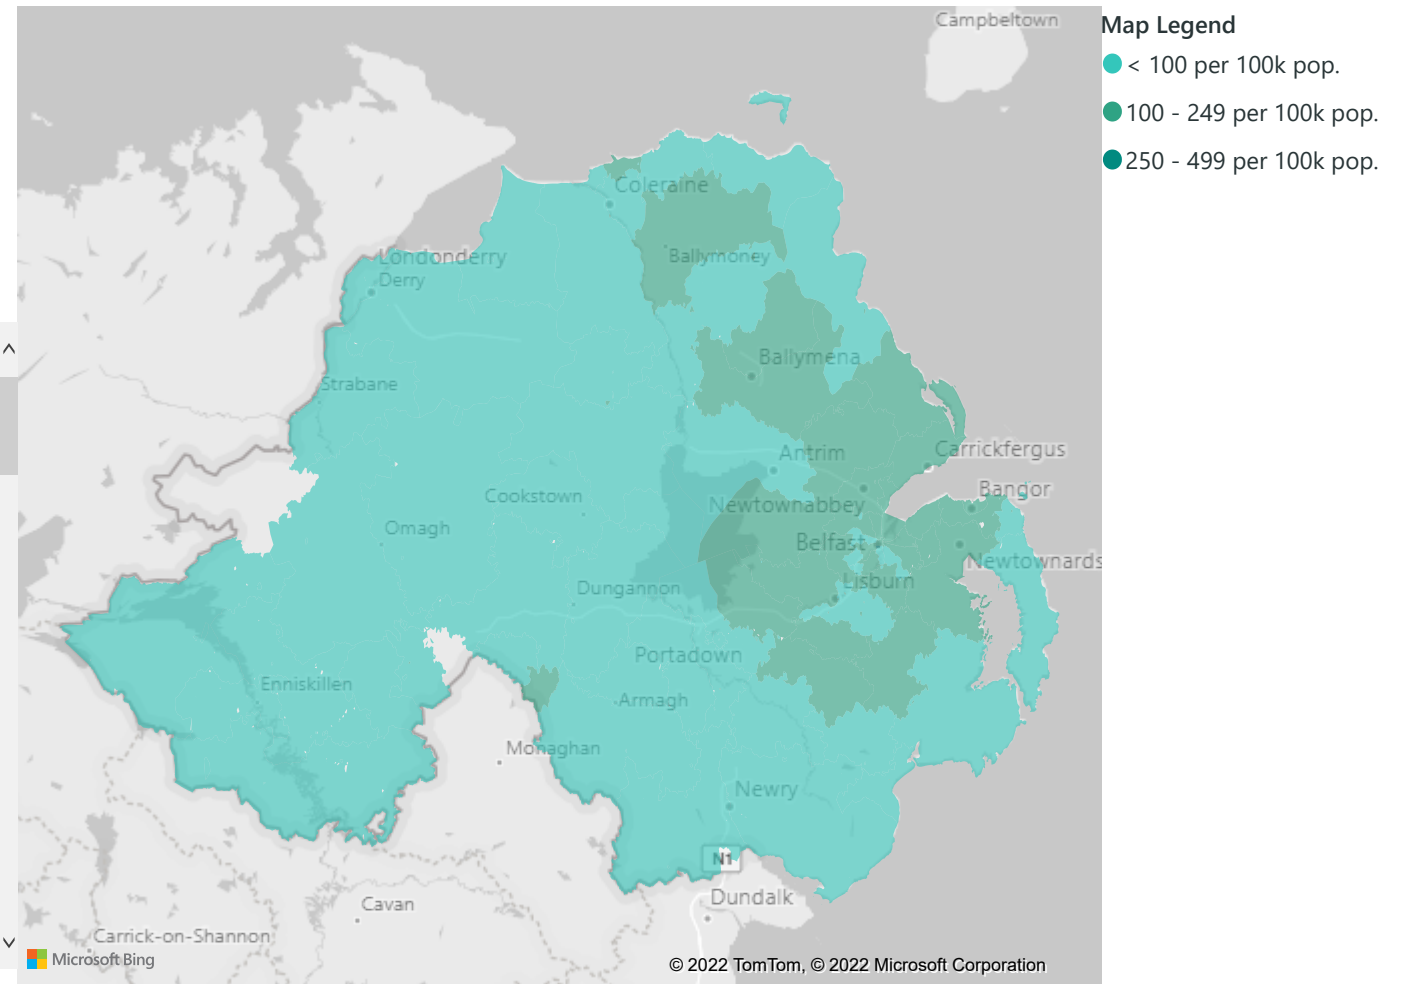 Campbeltown
Map Legend
< 100 per 100k pop.
100 - 249 per 100k pop.
250 - 499 per 100k pop.
Coleraine
Londonderry
Derry
Ballymoney
Ballymena
Strabane
Carrickfergus
Antrim
Bangor
Cookstown
Newtownabbey
Omagh
Belfast
Newtownards
Lisburn
Dungannon
Portadown
Enniskillen
Armagh
Monaghan
Newry
N1
Dundalk
Cavan
Carrick-on-Shannon
Microsoft Bing
© 2022 TomTom, © 2022 Microsoft Corporation